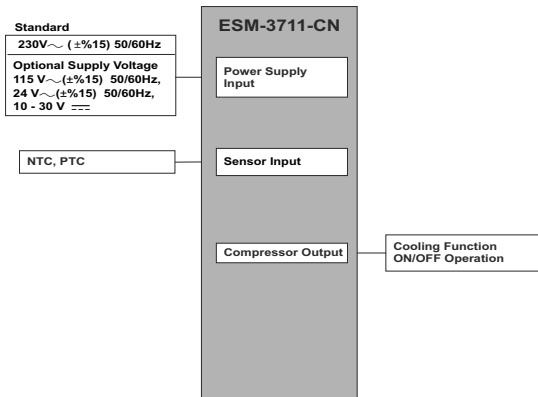 Standard
230V～ ( ±%15) 50/60Hz
Optional Supply Voltage
115 V～(±%15) 50/60Hz,
24 V～(±%15) 50/60Hz,
10 - 30 V ⎓
ESM-3711-CN
Power Supply
Input
NTC, PTC
Sensor Input
Compressor Output
Cooling Function
ON/OFF Operation